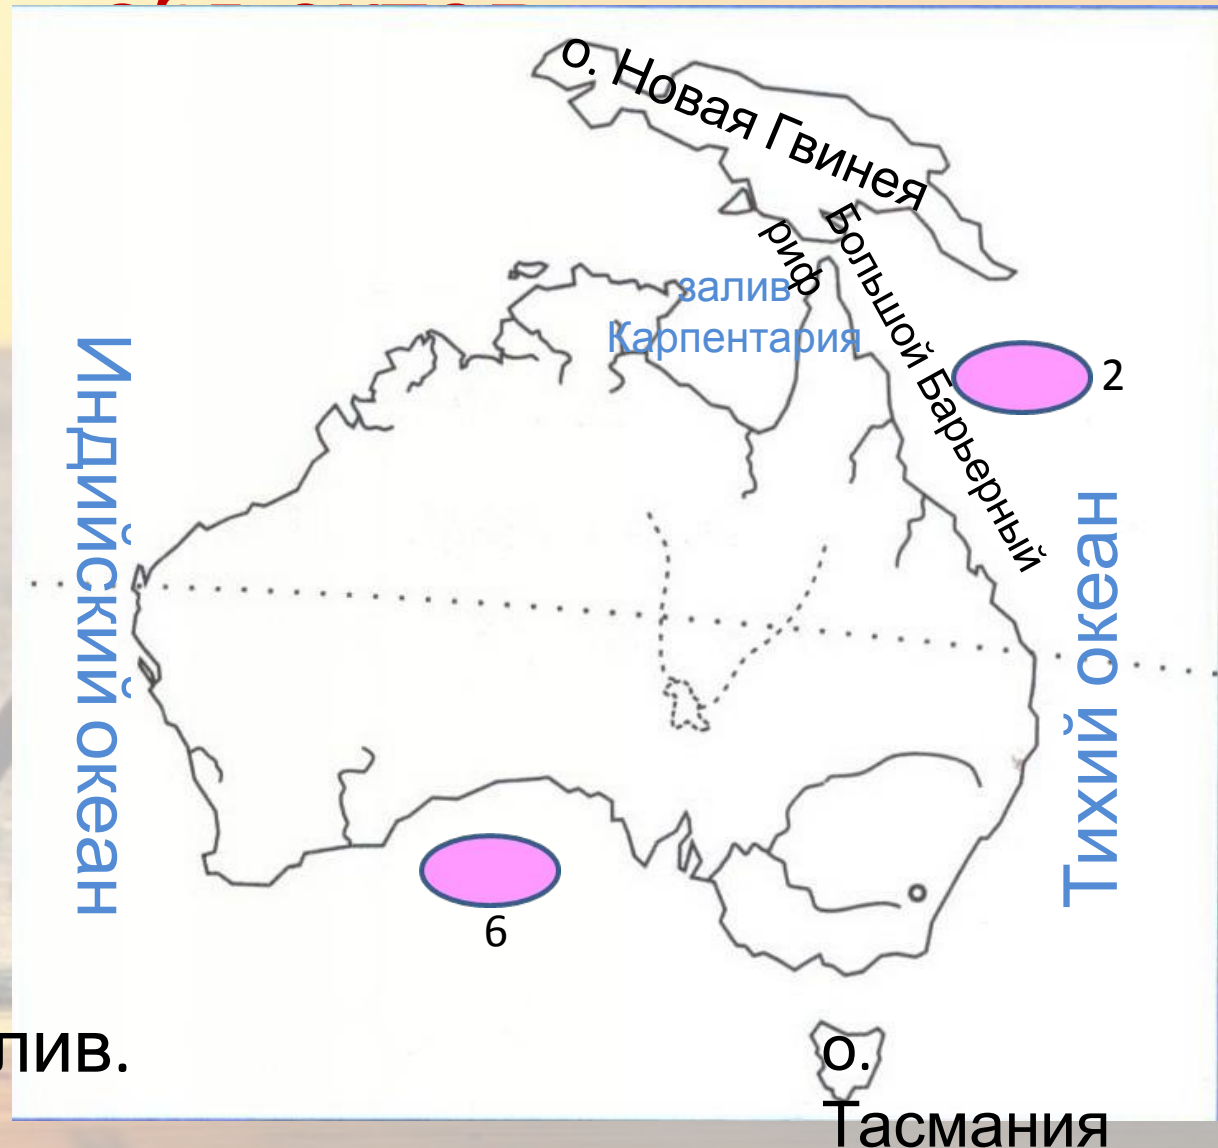 о. Новая Гвинея
Большой Барьерный
риф
залив
Карпентария
2
Индийский океан
Тихий океан
6
лив.
о.
Тасмания